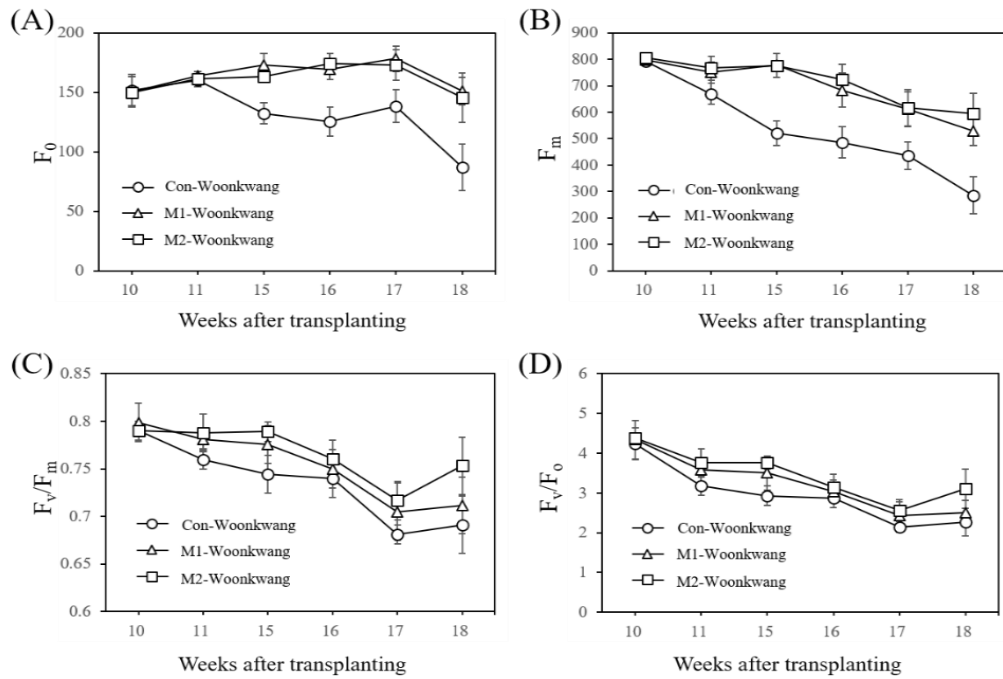 (A)
200
150
100
50
0
F0
Con-Woonkwang
M1-Woonkwang
M2-Woonkwang
10 11 15 16 17 18
Weeks after transplanting
(B)
900
800
700
600
500
400
300
200
100
0
Fm
Con-Woonkwang
M1-Woonkwang
M2-Woonkwang
10 11 15 16 17 18
Weeks after transplanting
(C)
0.85
0.8
0.75
0.7
0.65
0.6
Fv/Fm
Con-Woonkwang
M1-Woonkwang
M2-Woonkwang
10 11 15 16 17 18
Weeks after transplanting
(D)
6
5
4
3
2
1
0
Fv/Fo
Con-Woonkwang
M1-Woonkwang
M2-Woonkwang
10 11 15 16 17 18
Weeks after transplanting